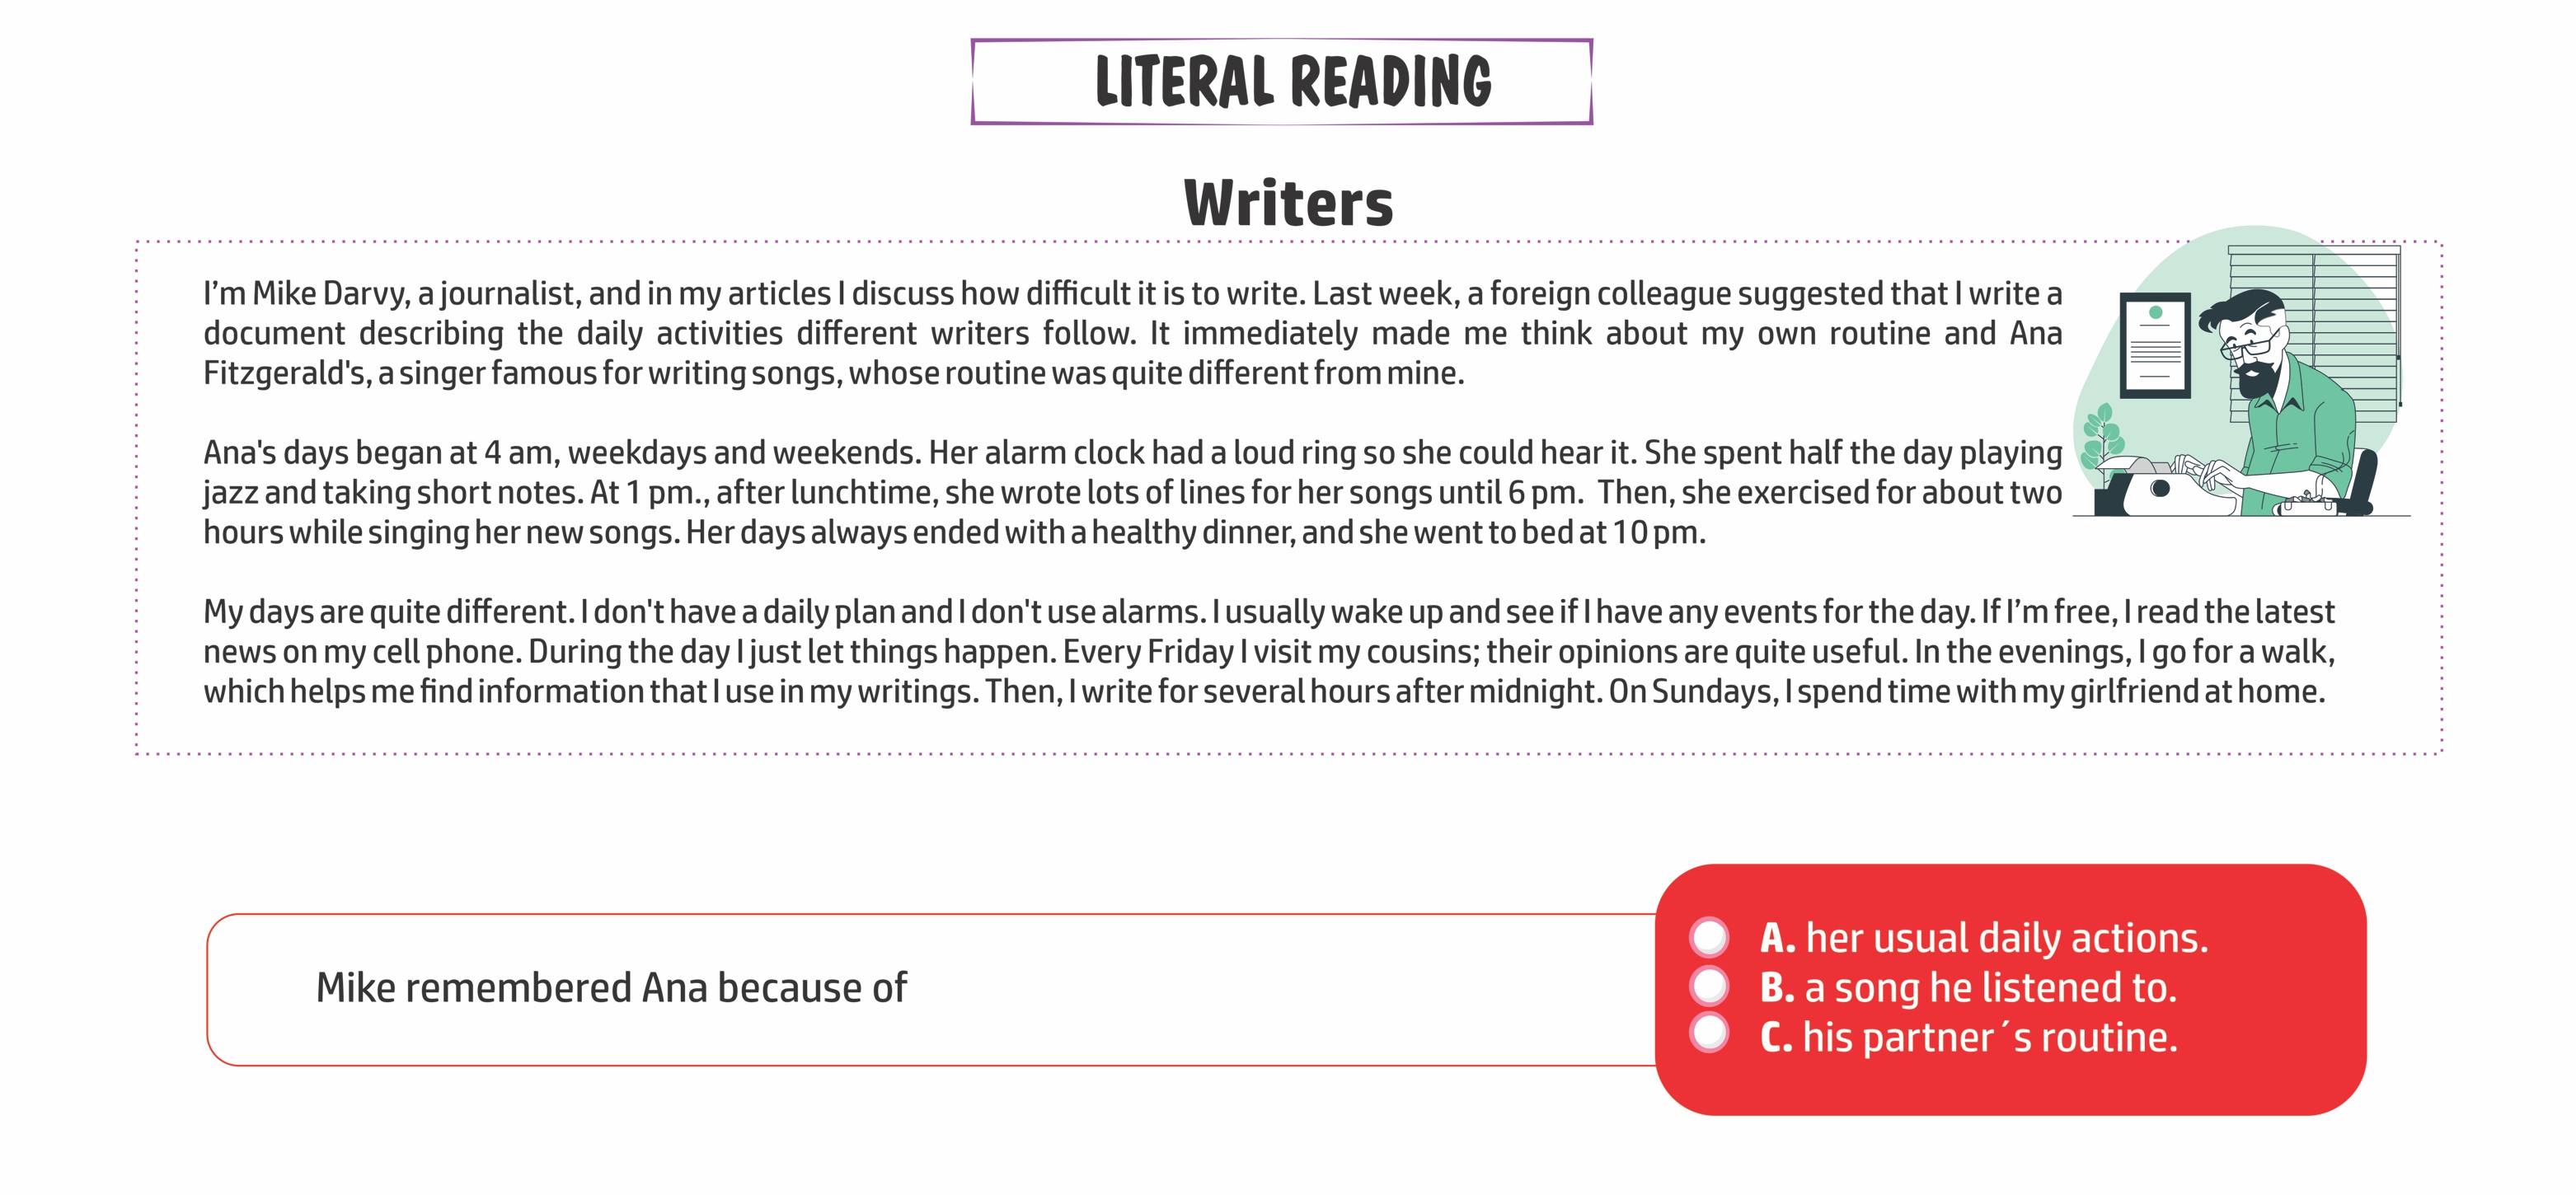 LITERAL READING
Writers
I'm Mike Darvy, a journalist, and in my articles I discuss how difficult it is to write. Last week, a foreign colleague suggested that I write a
document describing the daily activities different writers follow. It immediately made me think about my own routine and Ana
Fitzgerald's, a singer famous for writing songs, whose routine was quite different from mine.
Ana's days began at 4 am, weekdays and weekends. Her alarm clock had a loud ring so she could hear it. She spent half the day playing
jazz and taking short notes. At 1 pm., after lunchtime, she wrote lots of lines for her songs until 6 pm. Then, she exercised for about two
hours while singing her new songs. Her days always ended with a healthy dinner, and she went to bed at 10 pm.
My days are quite different. I don't have a daily plan and I don't use alarms. I usually wake up and see if I have any events for the day. If I'm free, I read the latest
news on my cell phone. During the day I just let things happen. Every Friday I visit my cousins; their opinions are quite useful. In the evenings, I go for a walk,
which helps me find information that I use in my writings. Then, I write for several hours after midnight. On Sundays, I spend time with my girlfriend at home.
Mike remembered Ana because of
A. her usual daily actions.
B. a song he listened to.
C. his partner´s routine.